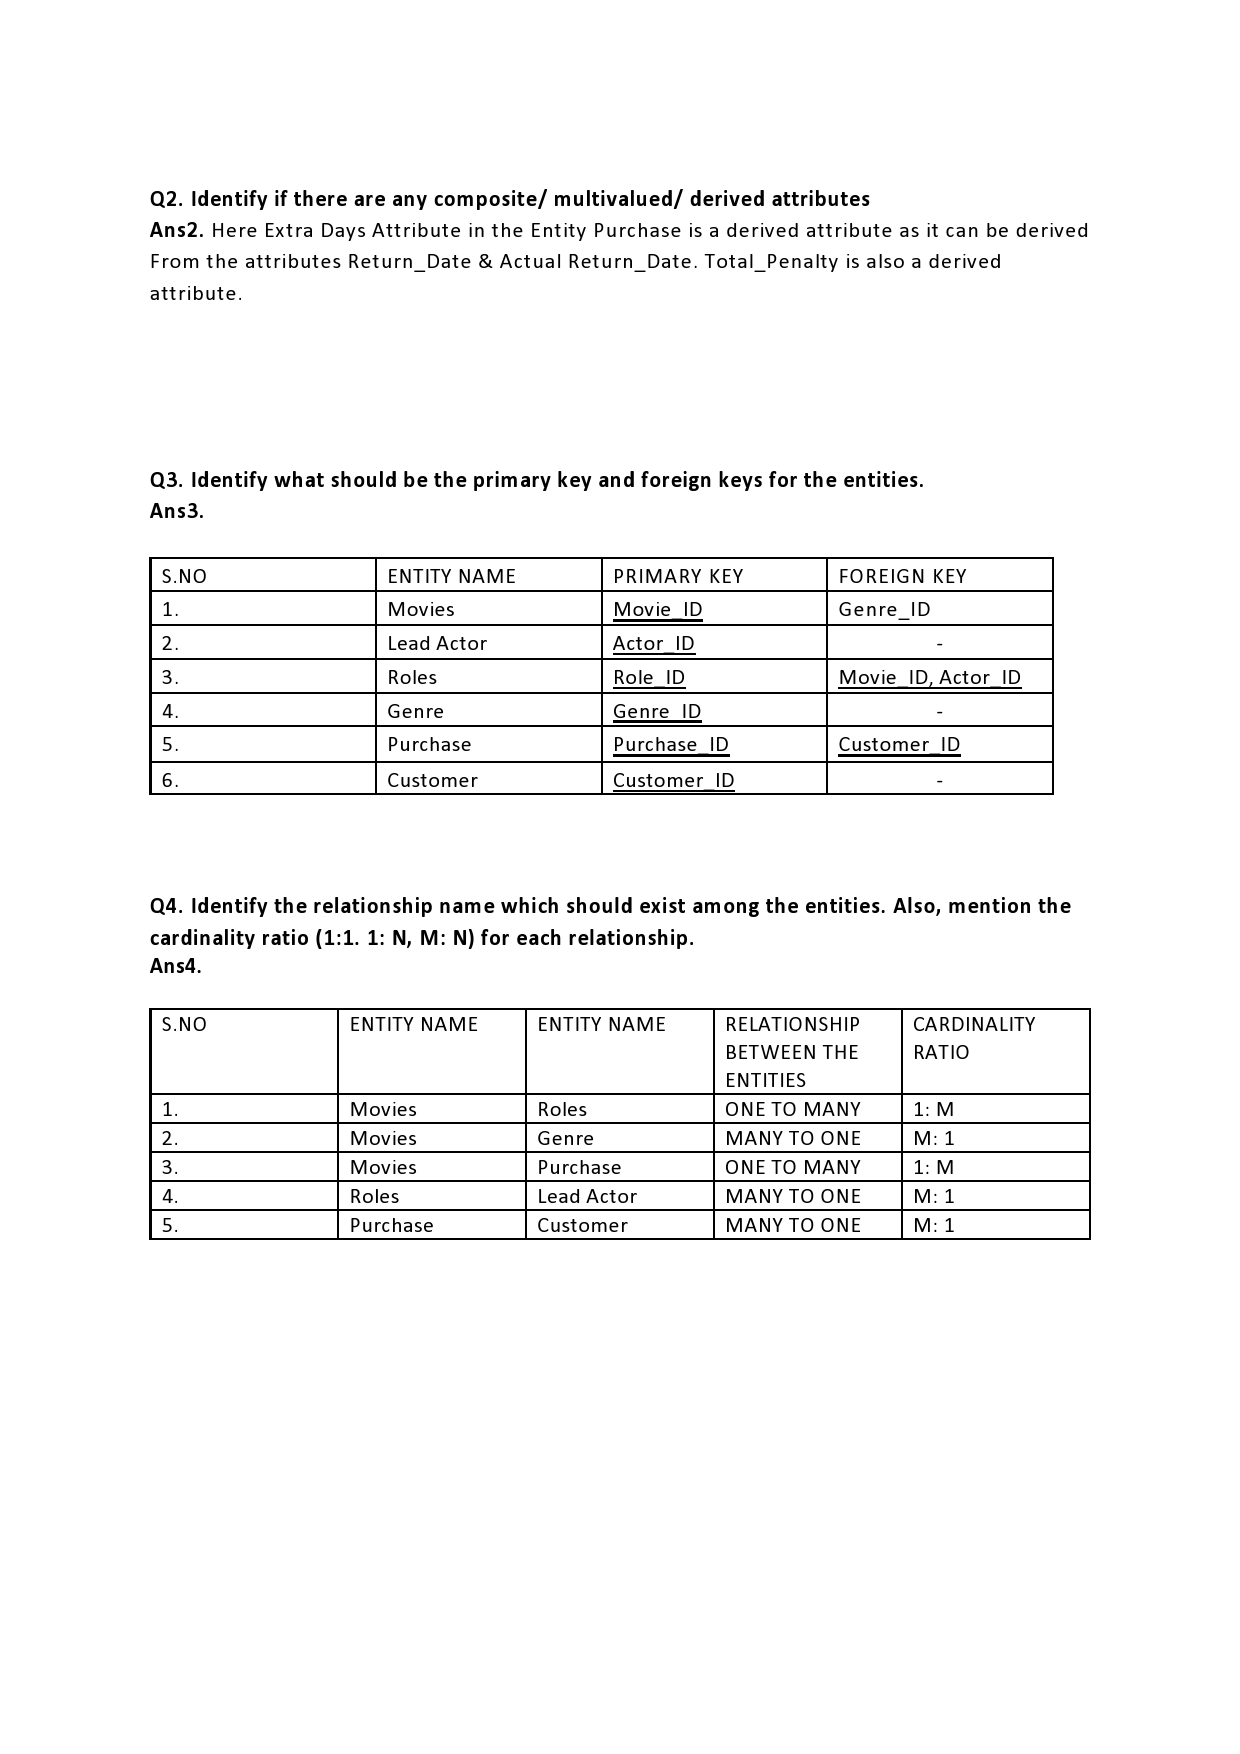 Q2. Identify if there are any composite/ multivalued/ derived attributes
Ans2. Here Extra Days Attribute in the Entity Purchase is a derived attribute as it can be derived
From the attributes Return_Date & Actual Return_Date. Total_Penalty is also a derived
attribute.
Q3. Identify what should be the primary key and foreign keys for the entities.
Ans3.
S.NO ENTITY NAME PRIMARY KEY FOREIGN KEY
1. Movies Movie_ID Genre_ID
2. Lead Actor Actor_ID -
3. Roles Role_ID Movie_ID, Actor_ID
4. Genre Genre_ID -
5. Purchase Purchase_ID Customer_ID
6. Customer Customer_ID -
Q4. Identify the relationship name which should exist among the entities. Also, mention the
cardinality ratio (1:1. 1: N, M: N) for each relationship.
Ans4.
S.NO ENTITY NAME ENTITY NAME RELATIONSHIP CARDINALITY
BETWEEN THE RATIO
ENTITIES
1. Movies Roles ONE TO MANY 1: M
2. Movies Genre MANY TO ONE M: 1
3. Movies Purchase ONE TO MANY 1: M
4. Roles Lead Actor MANY TO ONE M: 1
5. Purchase Customer MANY TO ONE M: 1